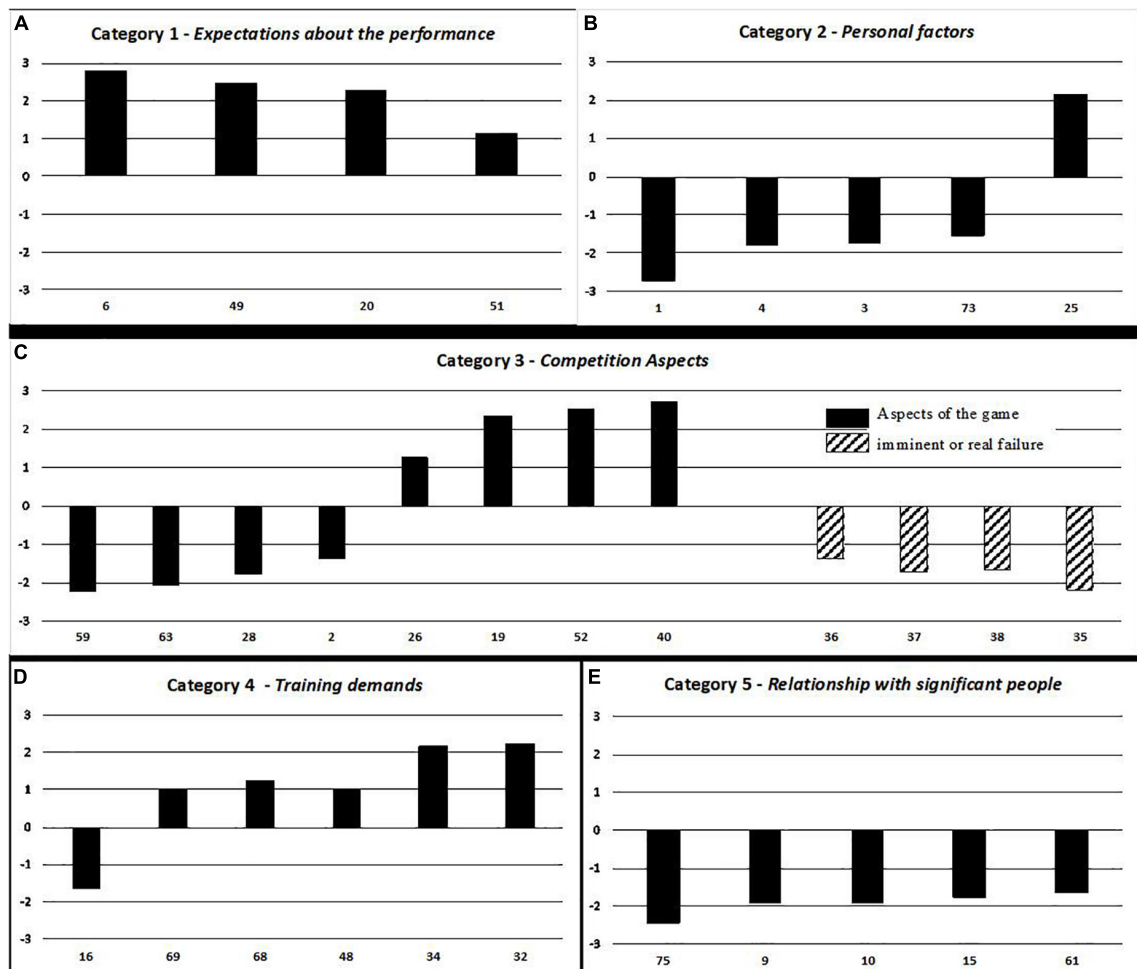 A
Category 1 - Expectations about the performance
3
2
1
0
-1
-2
-3
6 49 20 51
B
Category 2 - Personal factors
3
2
1
0
-1
-2
-3
1 4 3 73 25
C
Category 3 - Competition Aspects
3
2
1
0
-1
-2
-3
Aspects of the game
imminent or real failure
59 63 28 2 26 19 52 40 36 37 38 35
D
Category 4 - Training demands
3
2
1
0
-1
-2
-3
16 69 68 48 34 32
E
Category 5 - Relationship with significant people
3
2
1
0
-1
-2
-3
75 9 10 15 61